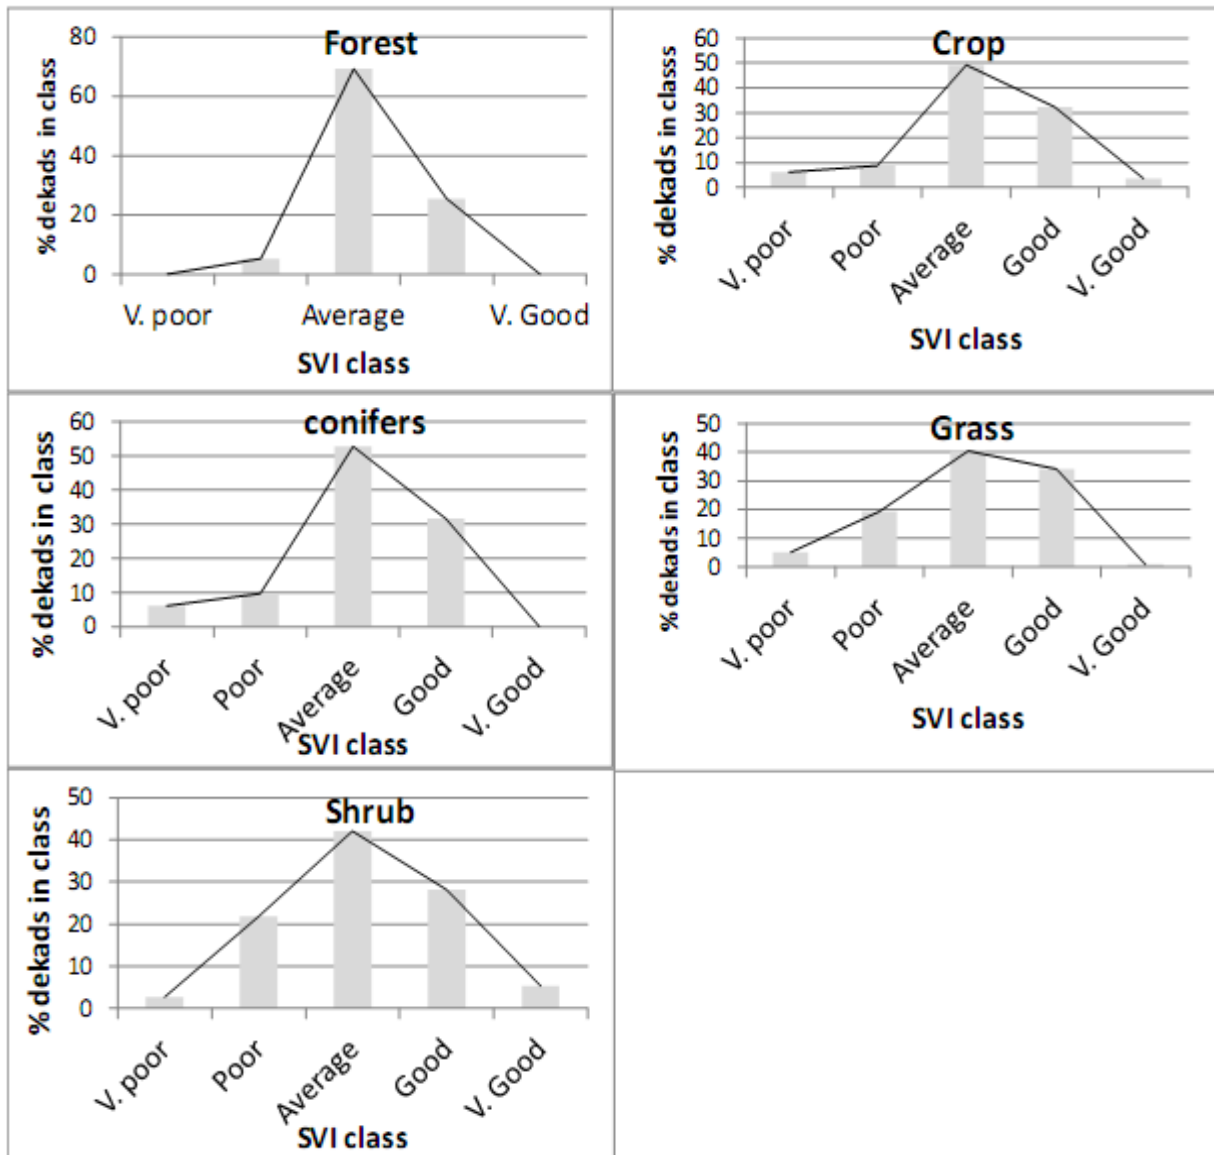 Forest
% dekads in class
80
60
40
20
0
V. poor Average V. Good
SVI class
Crop
% dekads in classs
60
50
40
30
20
10
0
V. poor Poor Average Good V. Good
SVI class
conifers
% dekads in class
60
50
40
30
20
10
0
V. poor Poor Average Good V. Good
SVI class
Grass
% dekads in class
50
40
30
20
10
0
V. poor Poor Average Good V. Good
SVI class
Shrub
% dekads in class
50
40
30
20
10
0
V. poor Poor Average Good V. Good
SVI class